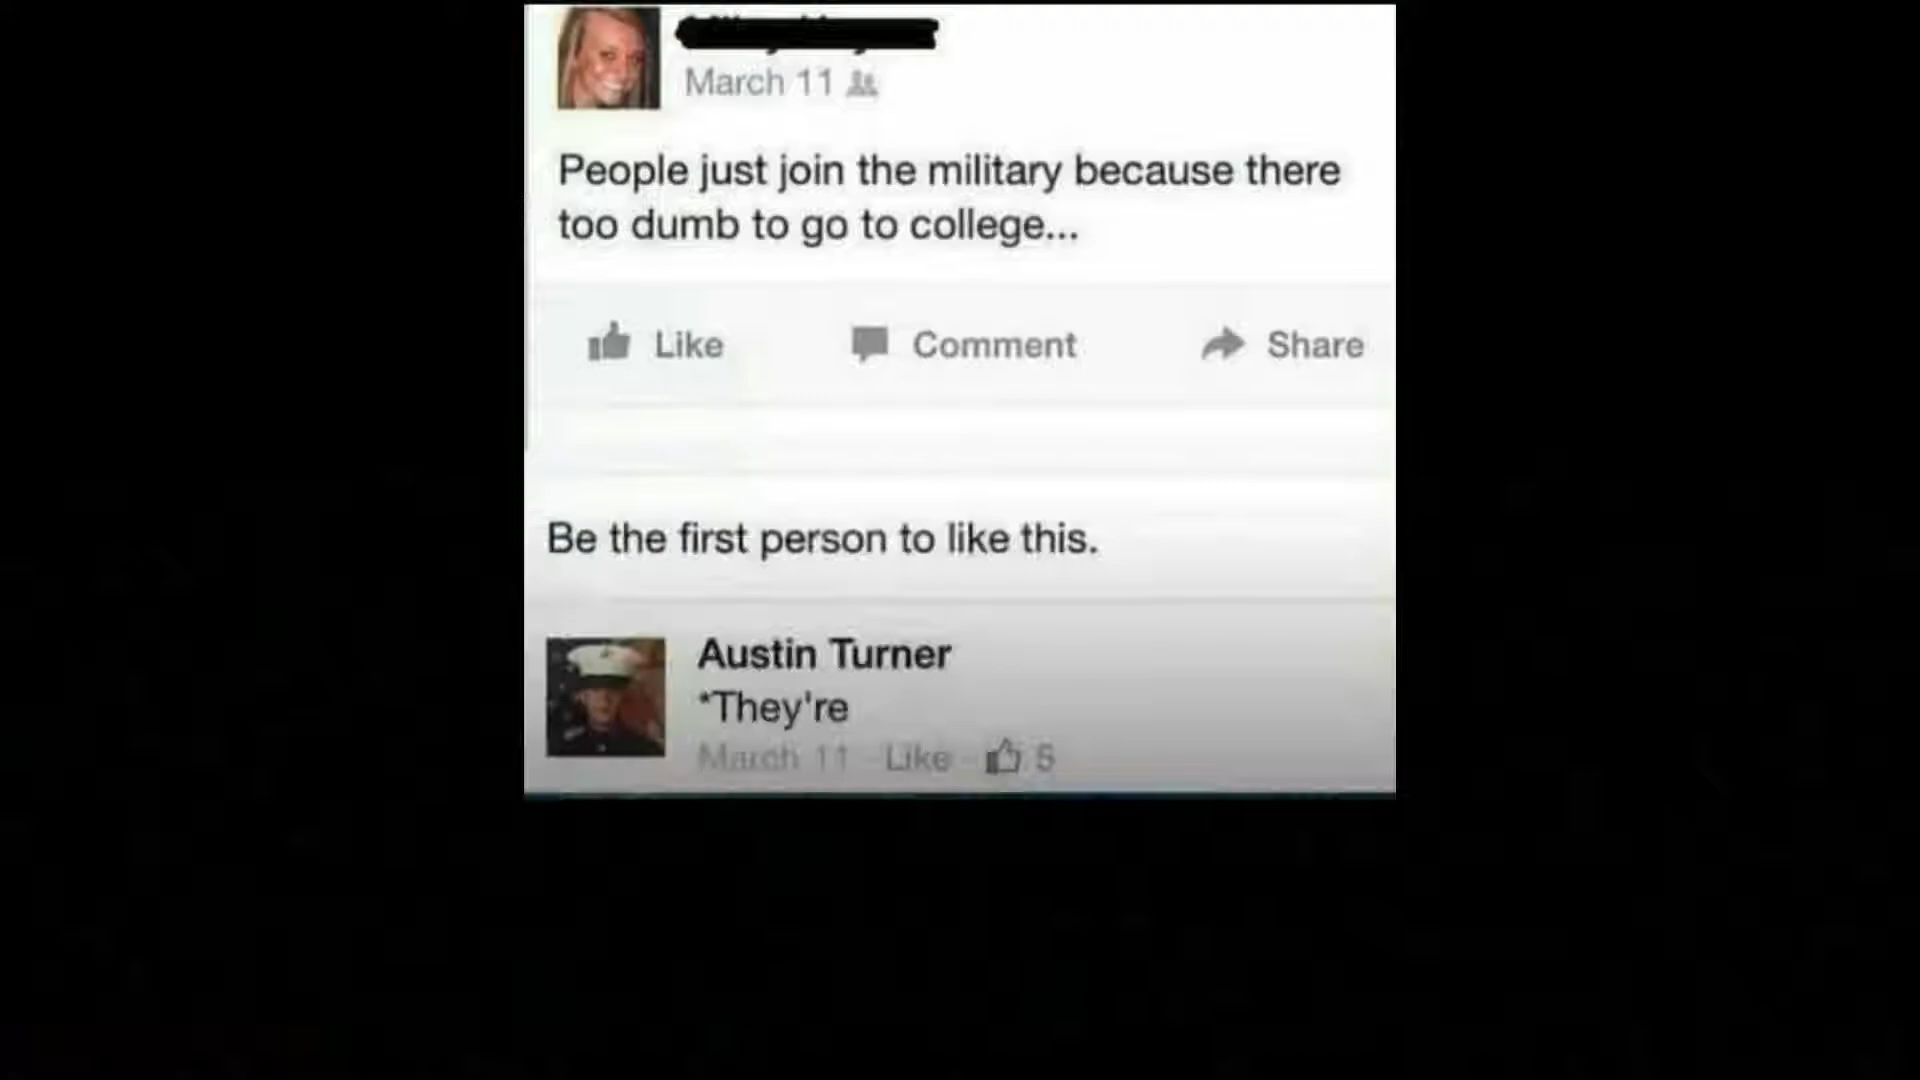 March 11
People just join the military because there
too dumb to go to college...
Like Comment Share
Be the first person to like this.
Austin Turner
*They're
March 11 Like 5